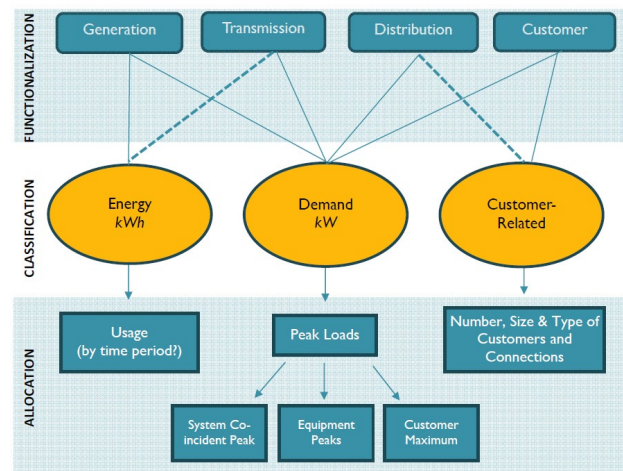 FUNCTIONALIZATION
Generation
Transmission
Distribution
Customer
CLASSIFICATION
Energy
kWh
Demand
kW
Customer-
Related
ALLOCATION
Usage
(by time period?)
Peak Loads
Number, Size & Type of
Customers and
Connections
System Co-
incident Peak
Equipment
Peaks
Customer
Maximum